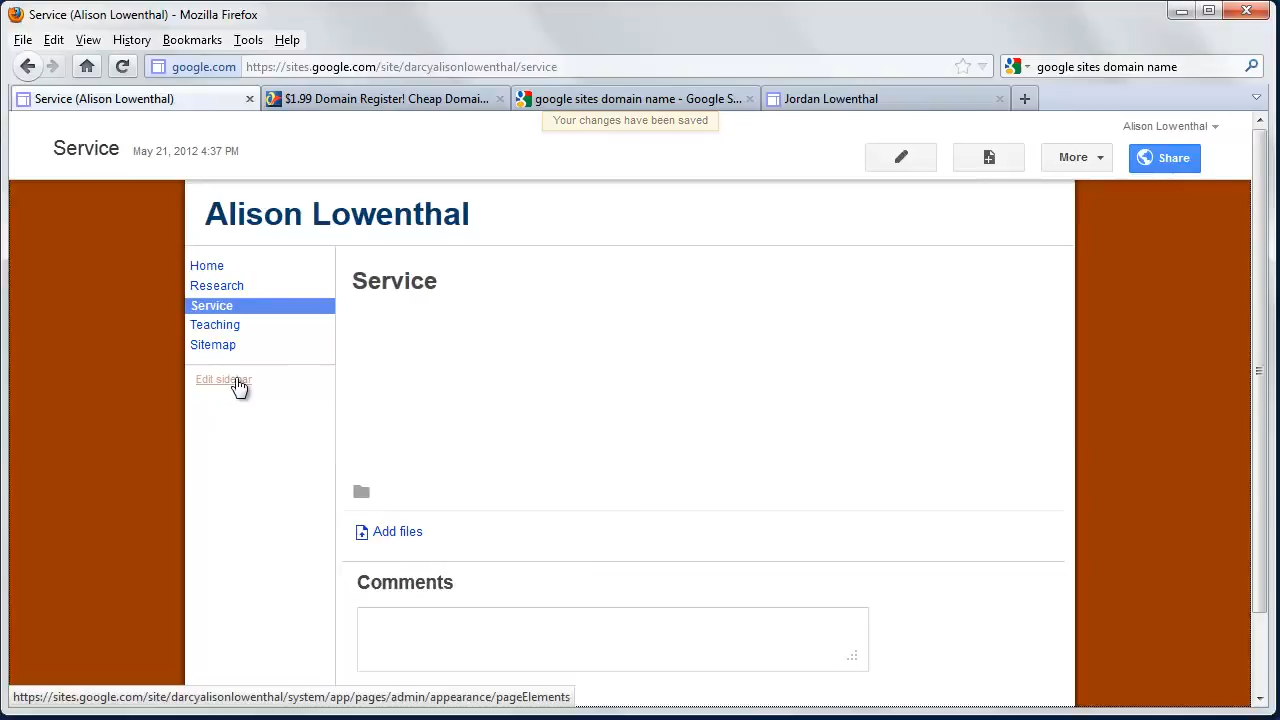 Service (Alison Lowenthal) - Mozilla Firefox
File Edit View History Bookmarks Tools Help
google.com https://sites.google.com/site/darcyalisonlowenthal/service google sites domain name
Service (Alison Lowenthal) $1.99 Domain Register! Cheap Domai... google sites domain name - Google S... Jordan Lowenthal
Your changes have been saved
Alison Lowenthal
Service May 21, 2012 4:37 PM More Share
Alison Lowenthal
Home
Research
Service
Teaching
Sitemap
Edit sidebar
Service
Add files
Comments
https://sites.google.com/site/darcyalisonlowenthal/system/app/pages/admin/appearance/pageElements